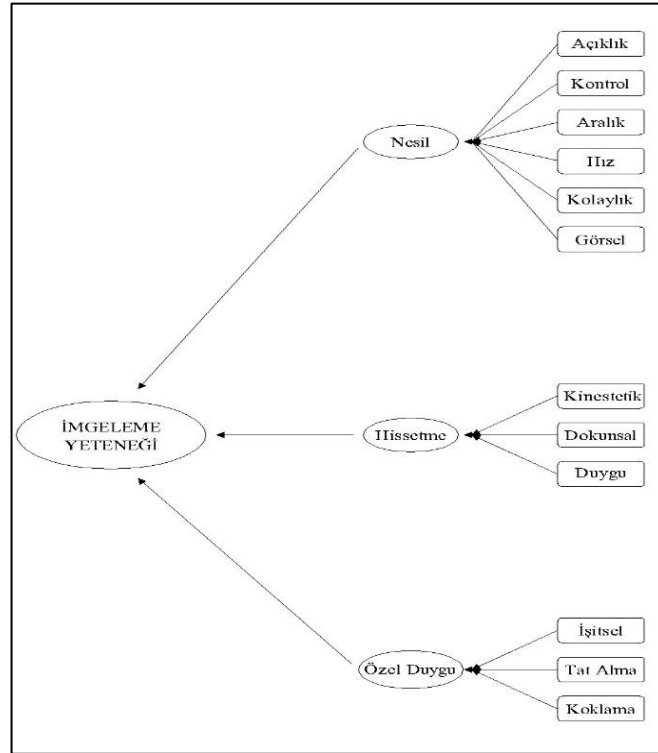 Açıklık
Kontrol
Nesil
Aralık
Hız
Kolaylık
Görsel
İMGELEME
YETENEĞİ
Hissetme
Kinestetik
Dokunsal
Duygu
Özel Duygu
İşitsel
Tat Alma
Koklama